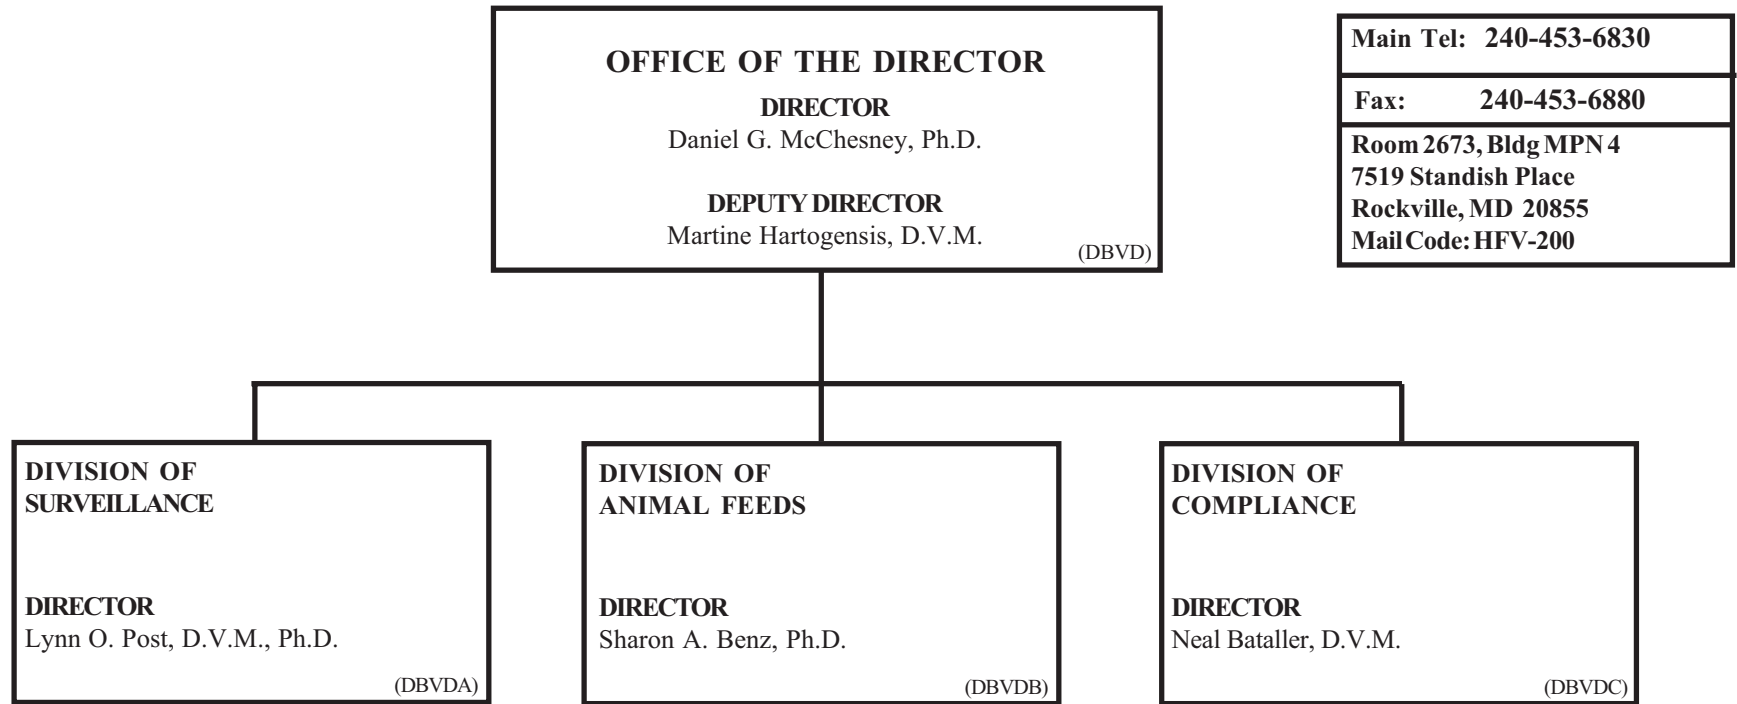 OFFICE OF THE DIRECTOR
DIRECTOR
Daniel G. McChesney, Ph.D.
DEPUTY DIRECTOR
Martine Hartogensis, D.V.M.
(DBVD)
Main Tel: 240-453-6830
Fax: 240-453-6880
Room 2673, Bldg MPN 4
7519 Standish Place
Rockville, MD 20855
Mail Code: HFV-200
DIVISION OF
SURVEILLANCE
DIRECTOR
Lynn O. Post, D.V.M., Ph.D.
(DBVDA)
DIVISION OF
ANIMAL FEEDS
DIRECTOR
Sharon A. Benz, Ph.D.
(DBVDB)
DIVISION OF
COMPLIANCE
DIRECTOR
Neal Bataller, D.V.M.
(DBVDC)